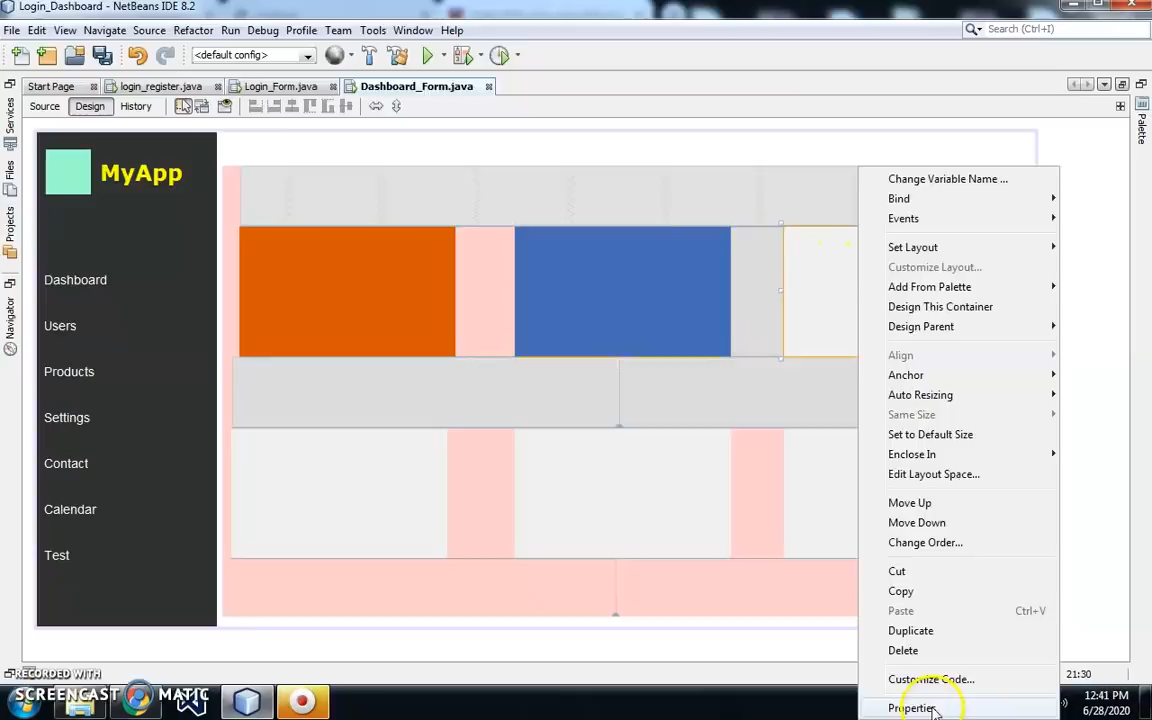 Login_Dashboard - NetBeans IDE 8.2
File Edit View Navigate Source Refactor Run Debug Profile Team Tools Window Help
Search (Ctrl+I)
<default config>
Start Page login_register.java Login_Form.java Dashboard_Form.java
Source Design History
Services
Files
Projects
Navigator
Palette
MyApp
Dashboard
Users
Products
Settings
Contact
Calendar
Test
Change Variable Name ...
Bind
Events
Set Layout
Customize Layout...
Add From Palette
Design This Container
Design Parent
Align
Anchor
Auto Resizing
Same Size
Set to Default Size
Enclose In
Edit Layout Space...
Move Up
Move Down
Change Order...
Cut
Copy
Paste Ctrl+V
Duplicate
Delete
Customize Code...
Properties
21:30
RECORDED WITH
SCREENCAST MATIC
12:41 PM
6/28/2020